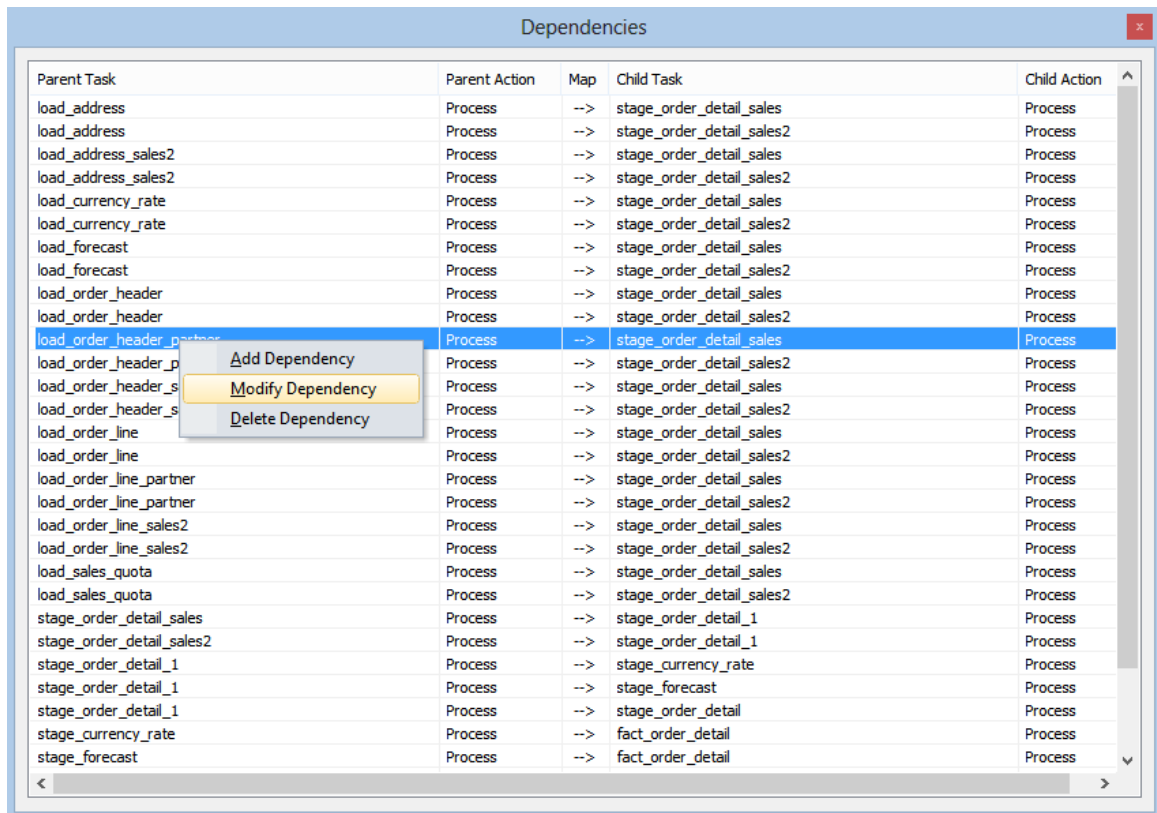 Dependencies
x
Parent Task Parent Action Map Child Task Child Action
load_address Process --> stage_order_detail_sales Process
load_address Process --> stage_order_detail_sales2 Process
load_address_sales2 Process --> stage_order_detail_sales Process
load_address_sales2 Process --> stage_order_detail_sales2 Process
load_currency_rate Process --> stage_order_detail_sales Process
load_currency_rate Process --> stage_order_detail_sales2 Process
load_forecast Process --> stage_order_detail_sales Process
load_forecast Process --> stage_order_detail_sales2 Process
load_order_header Process --> stage_order_detail_sales Process
load_order_header Process --> stage_order_detail_sales2 Process
load_order_header_partner Process --> stage_order_detail_sales Process
load_order_header_p Add Dependency Process --> stage_order_detail_sales2 Process
load_order_header_s Modify Dependency Process --> stage_order_detail_sales Process
load_order_header_s Delete Dependency Process --> stage_order_detail_sales2 Process
load_order_line Process --> stage_order_detail_sales Process
load_order_line Process --> stage_order_detail_sales2 Process
load_order_line_partner Process --> stage_order_detail_sales Process
load_order_line_partner Process --> stage_order_detail_sales2 Process
load_order_line_sales2 Process --> stage_order_detail_sales Process
load_order_line_sales2 Process --> stage_order_detail_sales2 Process
load_sales_quota Process --> stage_order_detail_sales Process
load_sales_quota Process --> stage_order_detail_sales2 Process
stage_order_detail_sales Process --> stage_order_detail_1 Process
stage_order_detail_sales2 Process --> stage_order_detail_1 Process
stage_order_detail_1 Process --> stage_currency_rate Process
stage_order_detail_1 Process --> stage_forecast Process
stage_order_detail_1 Process --> stage_order_detail Process
stage_currency_rate Process --> fact_order_detail Process
stage_forecast Process --> fact_order_detail Process